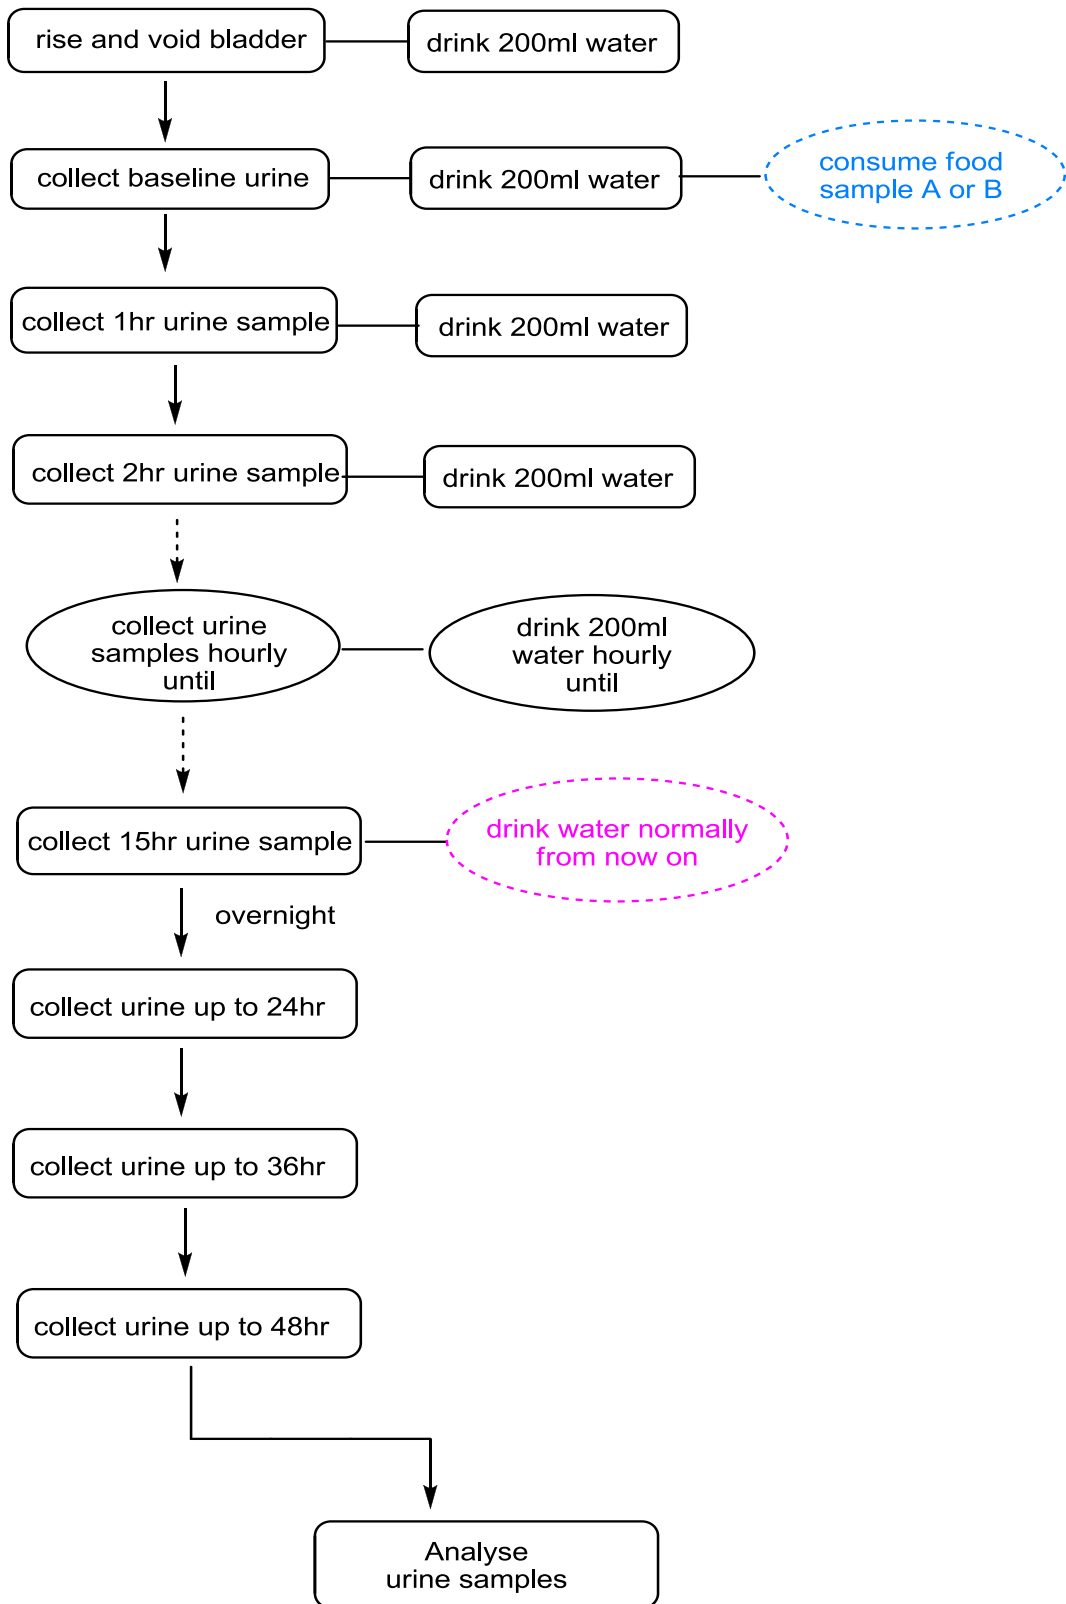 rise and void bladder
drink 200ml water
collect baseline urine
drink 200ml water
consume food
sample A or B
collect 1hr urine sample
drink 200ml water
collect 2hr urine sample
drink 200ml water
collect urine
samples hourly
until
drink 200ml
water hourly
until
collect 15hr urine sample
drink water normally
from now on
overnight
collect urine up to 24hr
collect urine up to 36hr
collect urine up to 48hr
Analyse
urine samples